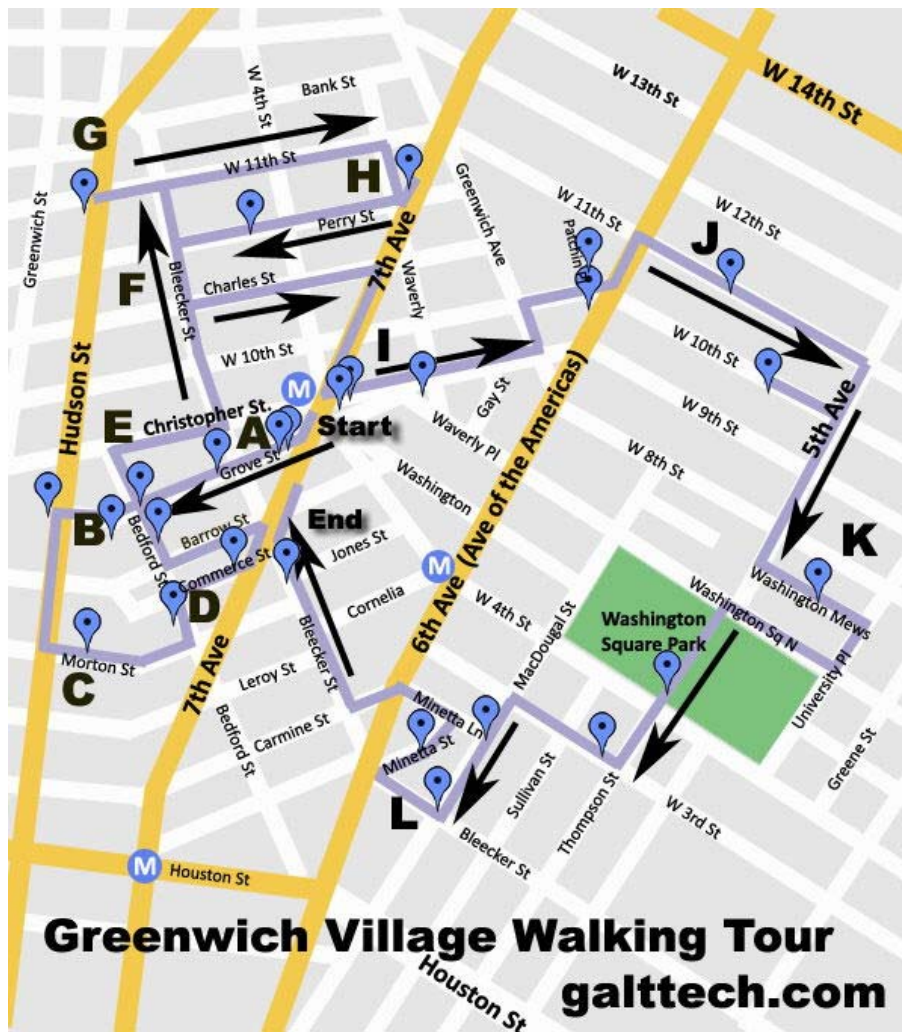 W 14th St
W 13th St
Bank St
W 4th St
G
W 11th St
H
Greenwich St
Perry St
7th Ave
Greenwich Ave
W 11th St
Patchin Pl
W 12th St
J
F
Bleecker St
Charles St
Waverly
W 10th St
I
W 10th St
Hudson St
E
Christopher St.
A
M
Start
Gay St
Waverly Pl
W 9th St
5th Ave
Grove St
W 8th St
Washington
6th Ave (Ave of the Americas)
B
Bedford St
Barrow St
End
Jones St
K
Commerce St
Cornelia
M
Washington Mews
D
W 4th St
MacDougal St
Washington
Square Park
Washington Sq N
Morton St
C
7th Ave
Leroy St
Bleecker St
University Pl
Bedford St
Carmine St
Minetta Ln
Minetta St
Sullivan St
Thompson St
Greene St
L
Bleecker St
W 3rd St
M
Houston St
Greenwich Village Walking Tour
Houston St
galttech.com